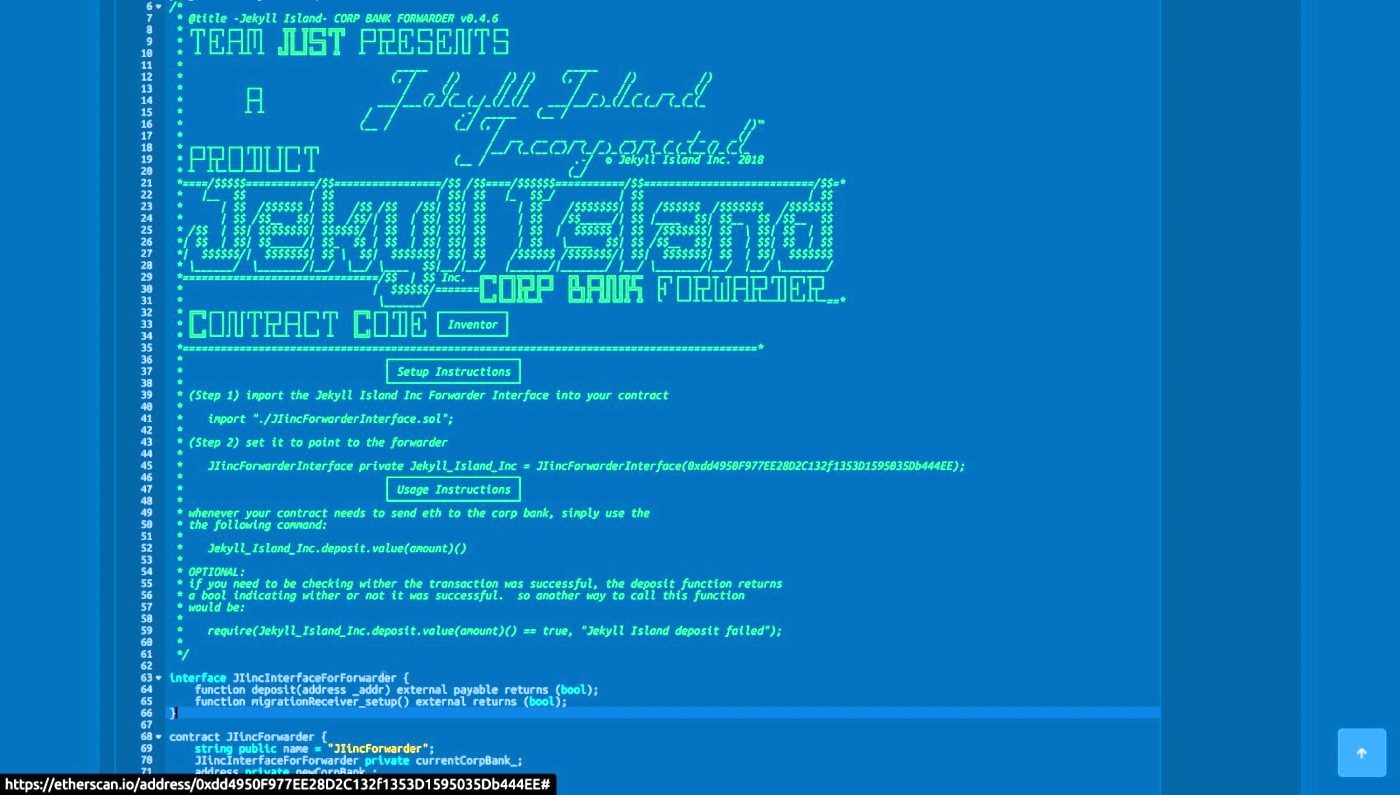 6 /*
7 * @title -Jekyll Island- CORP BANK FORWARDER v0.4.6
8
9 * TEAM JUST PRESENTS
10
11 *
12 *
13 * A Jekyll Island
14 *
15 *
16 * ™
17 * Forwarder
18 * PRODUCT
19 * © Jekyll Island Inc. 2018
20 *
21
22
23
24 Jekyll Island
25
26
27
28
29 Inc.
30 CORP BANK FORWARDER
31
32 *
33 * CONTRACT CODE Inventor
34 *
35 *====*
36 *
37 * Setup Instructions
38 *
39 * (Step 1) import the Jekyll Island Inc Forwarder Interface into your contract
40 *
41 * import "./JIincForwarderInterface.sol";
42 *
43 * (Step 2) set it to point to the forwarder
44 *
45 * JIincForwarderInterface private Jekyll_Island_Inc = JIincForwarderInterface(0xdd4950F977EE28D2C132f1353D1595035Db444EE);
46 *
47 * Usage Instructions
48 *
49 * whenever your contract needs to send eth to the corp bank, simply use the
50 * the following command:
51 *
52 * Jekyll_Island_Inc.deposit.value(amount)()
53 *
54 * OPTIONAL:
55 * if you need to be checking wither the transaction was successful, the deposit function returns
56 * a bool indicating wither or not it was successful. so another way to call this function
57 * would be:
58 *
59 * require(Jekyll_Island_Inc.deposit.value(amount)() == true, "Jekyll Island deposit failed");
60 *
61 */
62
63 interface JIincInterfaceForForwarder {
64 function deposit(address _addr) external payable returns (bool);
65 function migrationReceiver_setup() external returns (bool);
66 }
67
68 contract JIincForwarder {
69 string public name = "JIincForwarder";
70 JIincInterfaceForForwarder private currentCorpBank_;
71 address private newCorpBank_;
https://etherscan.io/address/0xdd4950F977EE28D2C132f1353D1595035Db444EE#